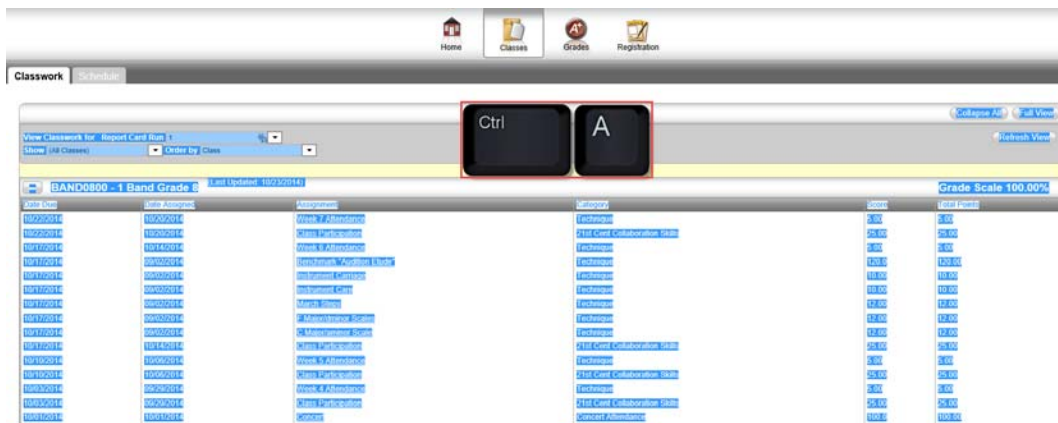 Home Classes Grades Registration
Classwork Schedule
Ctrl A
Collapse All Full View
View Classwork for Report Card Run 1
Refresh View
Show (All Classes) Order by Class
BAND0800 - 1 Band Grade 8 (Last Updated: 10/23/2014) Grade Scale 100.00%
Date Due Date Assigned Assignment Category Score Total Points
10/22/2014 10/20/2014 Week 7 Attendance Technique 5.00 5.00
10/22/2014 10/20/2014 Class Participation 21st Cent Collaboration Skills 25.00 25.00
10/17/2014 10/14/2014 Week 6 Attendance Technique 5.00 5.00
10/17/2014 09/02/2014 Benchmark "Audition Etude" Technique 120.0 120.00
10/17/2014 09/02/2014 Instrument Carriage Technique 10.00 10.00
10/17/2014 09/02/2014 Instrument Care Technique 10.00 10.00
10/17/2014 09/02/2014 March Steps Technique 12.00 12.00
10/17/2014 09/02/2014 F Major/dminor Scales Technique 12.00 12.00
10/17/2014 09/02/2014 C Major/aminor Scale Technique 12.00 12.00
10/17/2014 10/14/2014 Class Participation 21st Cent Collaboration Skills 25.00 25.00
10/10/2014 10/06/2014 Week 5 Attendance Technique 5.00 5.00
10/10/2014 10/06/2014 Class Participation 21st Cent Collaboration Skills 25.00 25.00
10/03/2014 09/29/2014 Week 4 Attendance Technique 5.00 5.00
10/03/2014 09/29/2014 Class Participation 21st Cent Collaboration Skills 25.00 25.00
10/01/2014 10/01/2014 Concert Concert Attendance 100.0 100.00